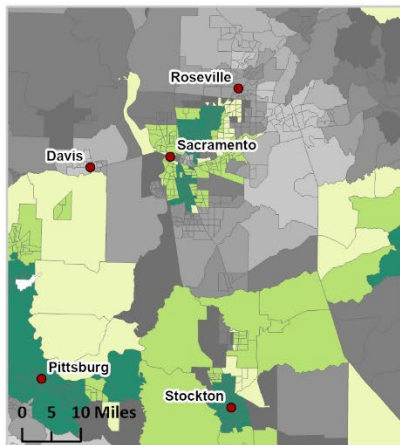 Roseville
Sacramento
Davis
Pittsburg
Stockton
0 5 10 Miles